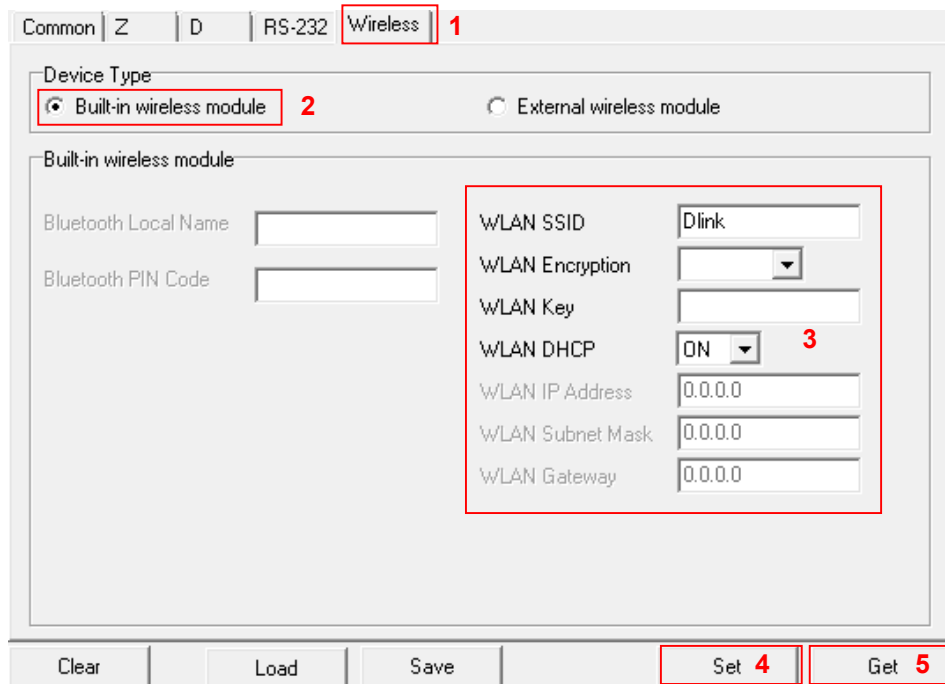 Common Z D RS-232 Wireless 1
Device Type
Built-in wireless module 2 External wireless module
Built-in wireless module
Bluetooth Local Name
Bluetooth PIN Code
WLAN SSID Dlink
WLAN Encryption
WLAN Key
WLAN DHCP ON 3
WLAN IP Address 0.0.0.0
WLAN Subnet Mask 0.0.0.0
WLAN Gateway 0.0.0.0
Clear Load Save Set 4 Get 5